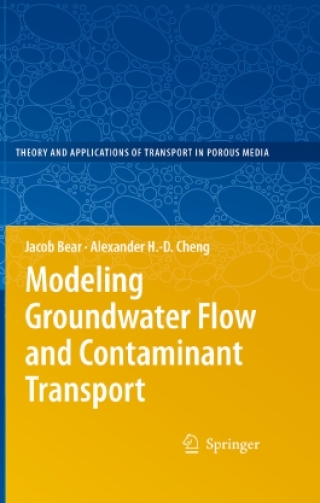 THEORY AND APPLICATIONS OF TRANSPORT IN POROUS MEDIA
Jacob Bear · Alexander H.-D. Cheng
Modeling
Groundwater Flow
and Contaminant
Transport
Springer